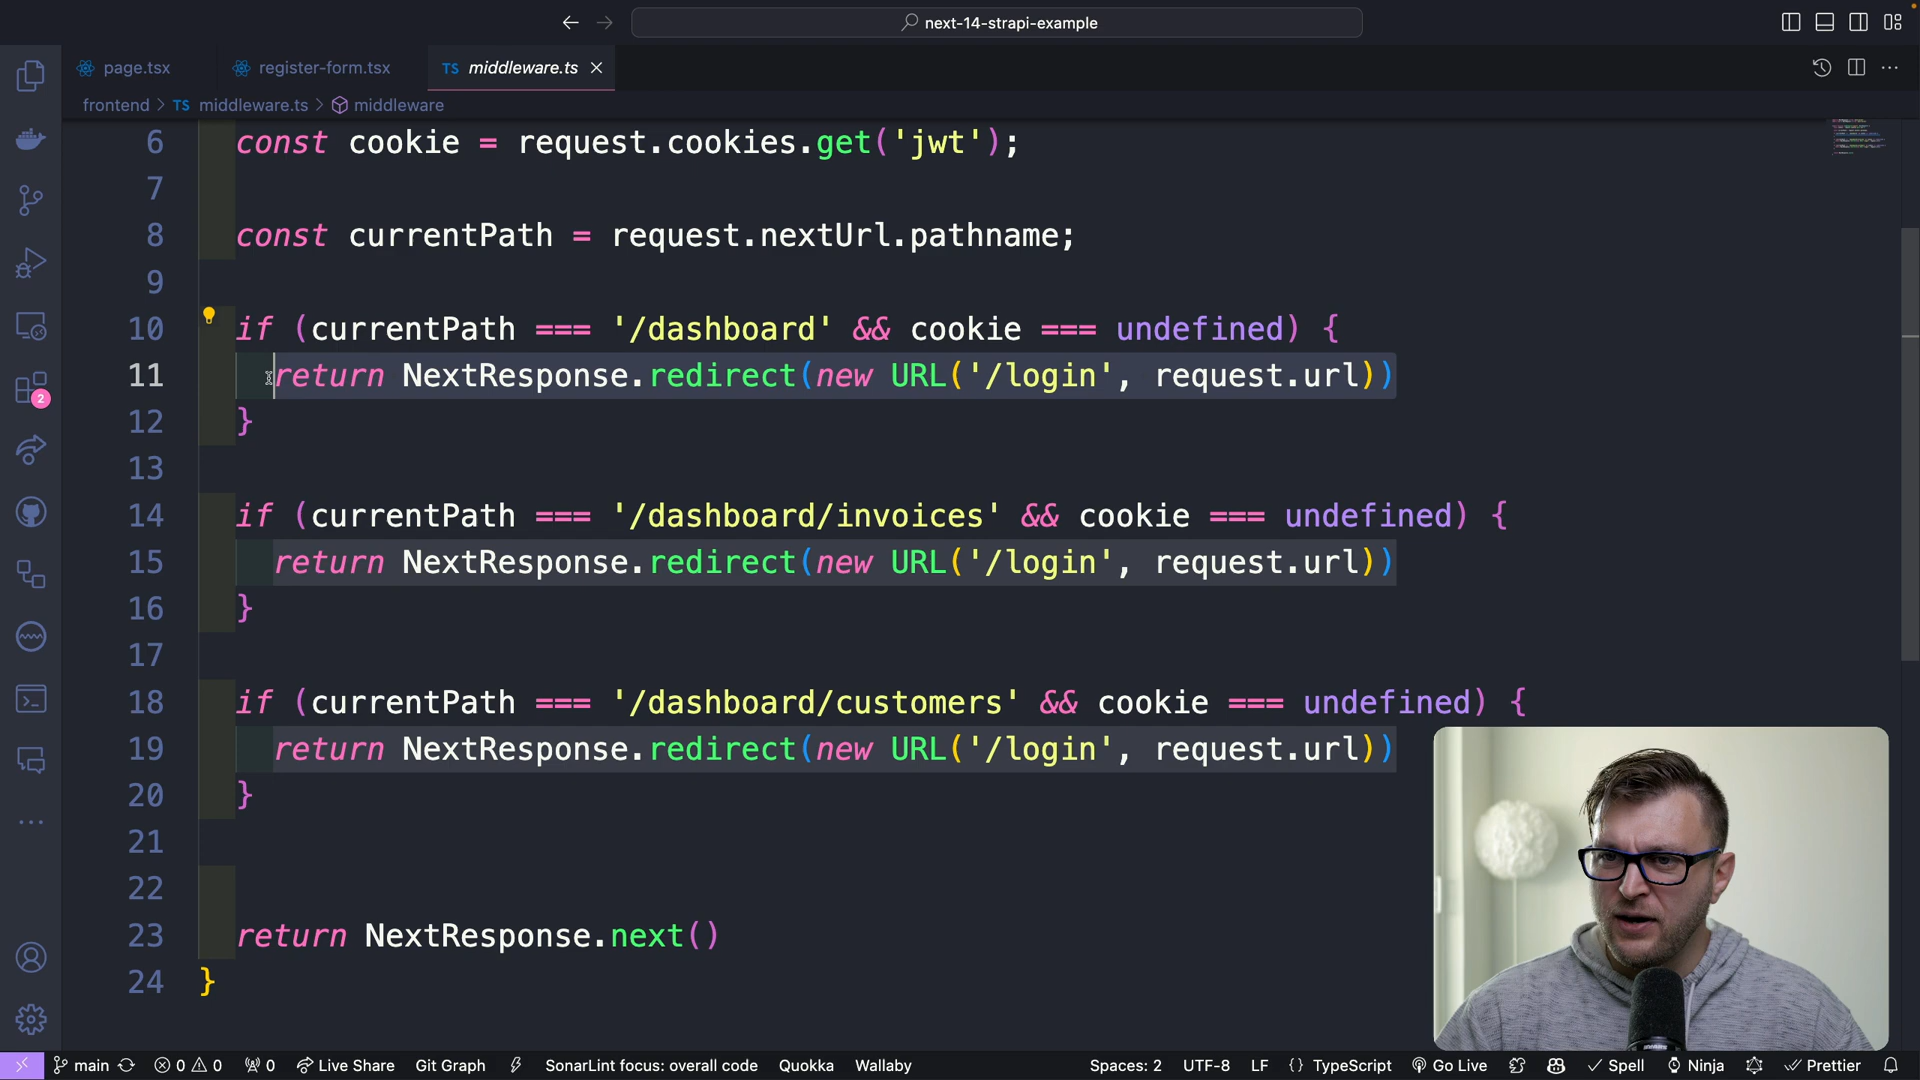 next-14-strapi-example
page.tsx
register-form.tsx
TS middleware.ts
frontend > TS middleware.ts > middleware
6 const cookie = request.cookies.get('jwt');
7
8 const currentPath = request.nextUrl.pathname;
9
10 if (currentPath === '/dashboard' && cookie === undefined) {
11 return NextResponse.redirect(new URL('/login', request.url))
12 }
13
14 if (currentPath === '/dashboard/invoices' && cookie === undefined) {
15 return NextResponse.redirect(new URL('/login', request.url))
16 }
17
18 if (currentPath === '/dashboard/customers' && cookie === undefined) {
19 return NextResponse.redirect(new URL('/login', request.url))
20 }
21
22
23 return NextResponse.next()
24 }
2
main 0 0 0 Live Share Git Graph SonarLint focus: overall code Quokka Wallaby Spaces: 2 UTF-8 LF {} TypeScript Go Live Spell Ninja Prettier